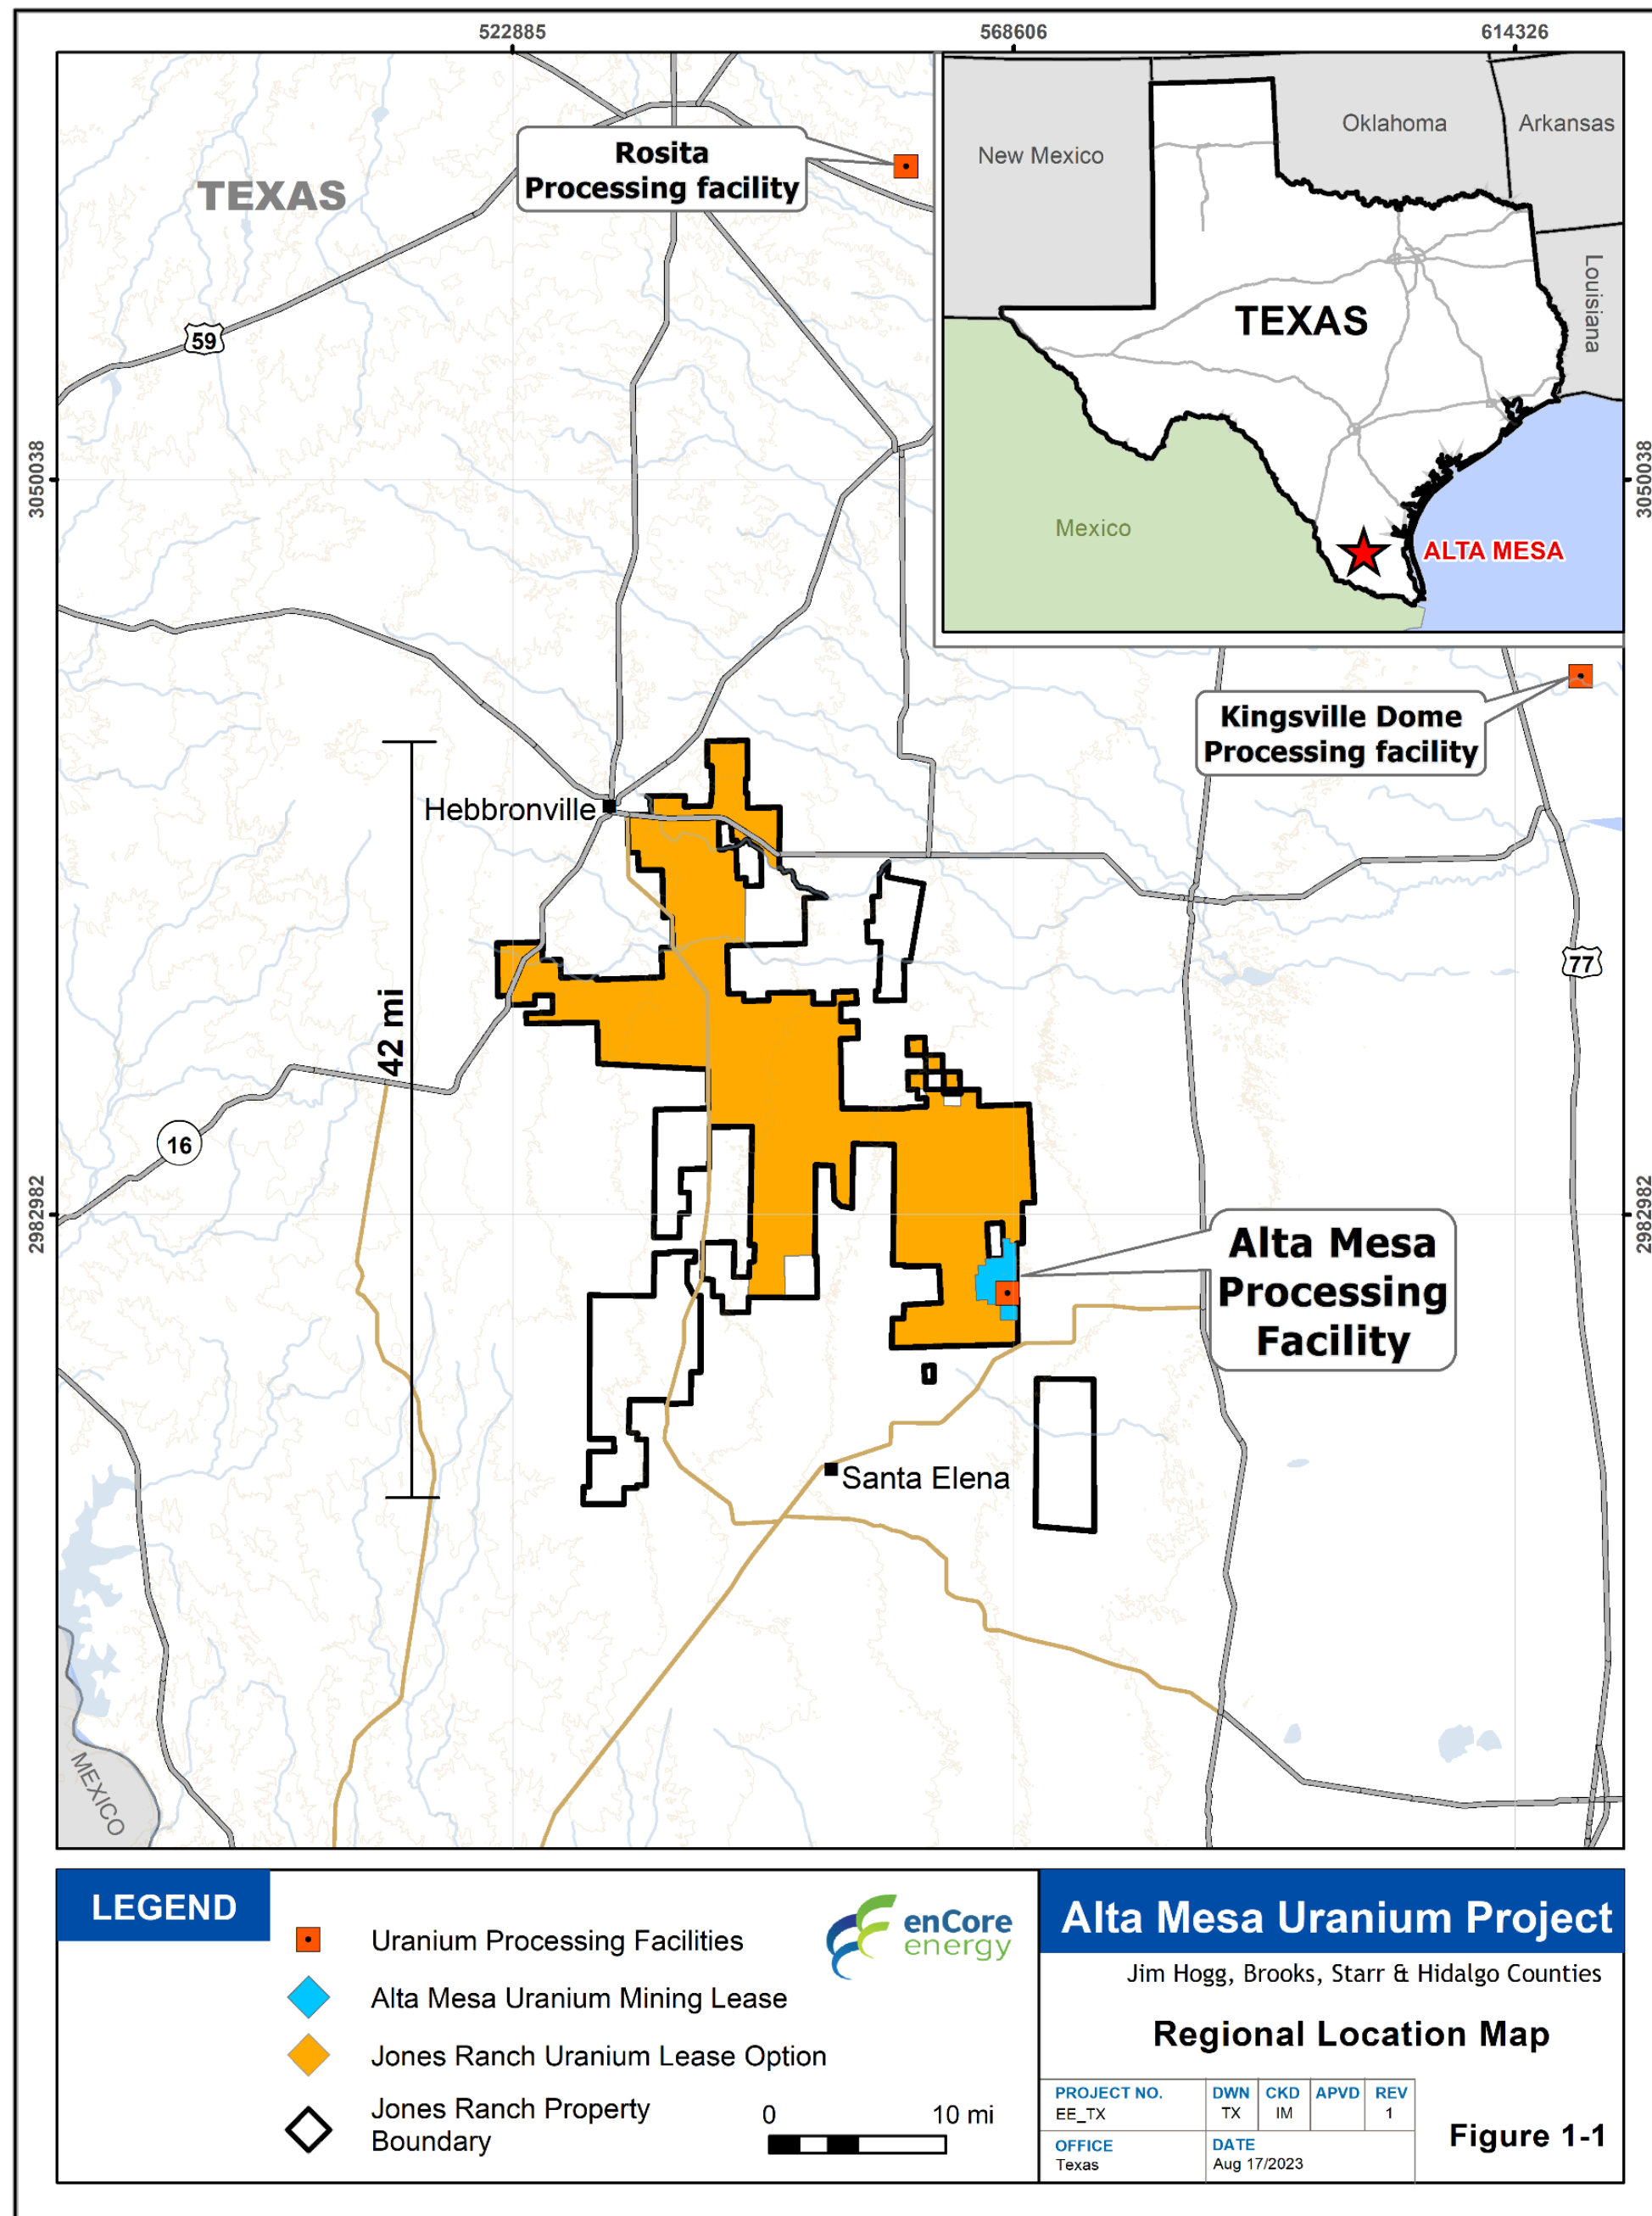 522885
568606
614326
3050038
3050038
2982982
2982982
TEXAS
Rosita
Processing facility
59
New Mexico
Oklahoma
Arkansas
Louisiana
TEXAS
Mexico
ALTA MESA
Kingsville Dome
Processing facility
Hebbronville
42 mi
77
16
Alta Mesa
Processing
Facility
Santa Elena
MEXICO
LEGEND
Uranium Processing Facilities
Alta Mesa Uranium Mining Lease
Jones Ranch Uranium Lease Option
Jones Ranch Property
Boundary
0 10 mi
enCore
energy
Alta Mesa Uranium Project
Jim Hogg, Brooks, Starr & Hidalgo Counties
Regional Location Map
PROJECT NO. DWN CKD APVD REV
EE_TX TX IM 1
OFFICE DATE
Texas Aug 17/2023
Figure 1-1